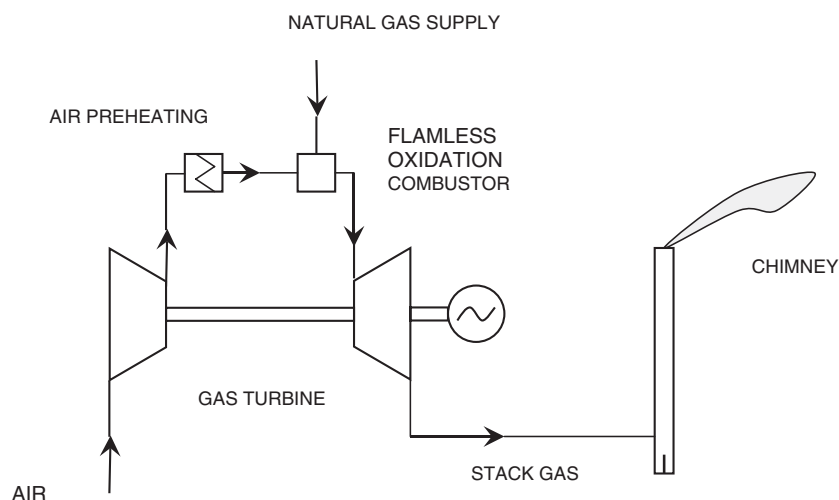 NATURAL GAS SUPPLY
AIR PREHEATING
FLAMLESS
OXIDATION
COMBUSTOR
CHIMNEY
GAS TURBINE
STACK GAS
AIR